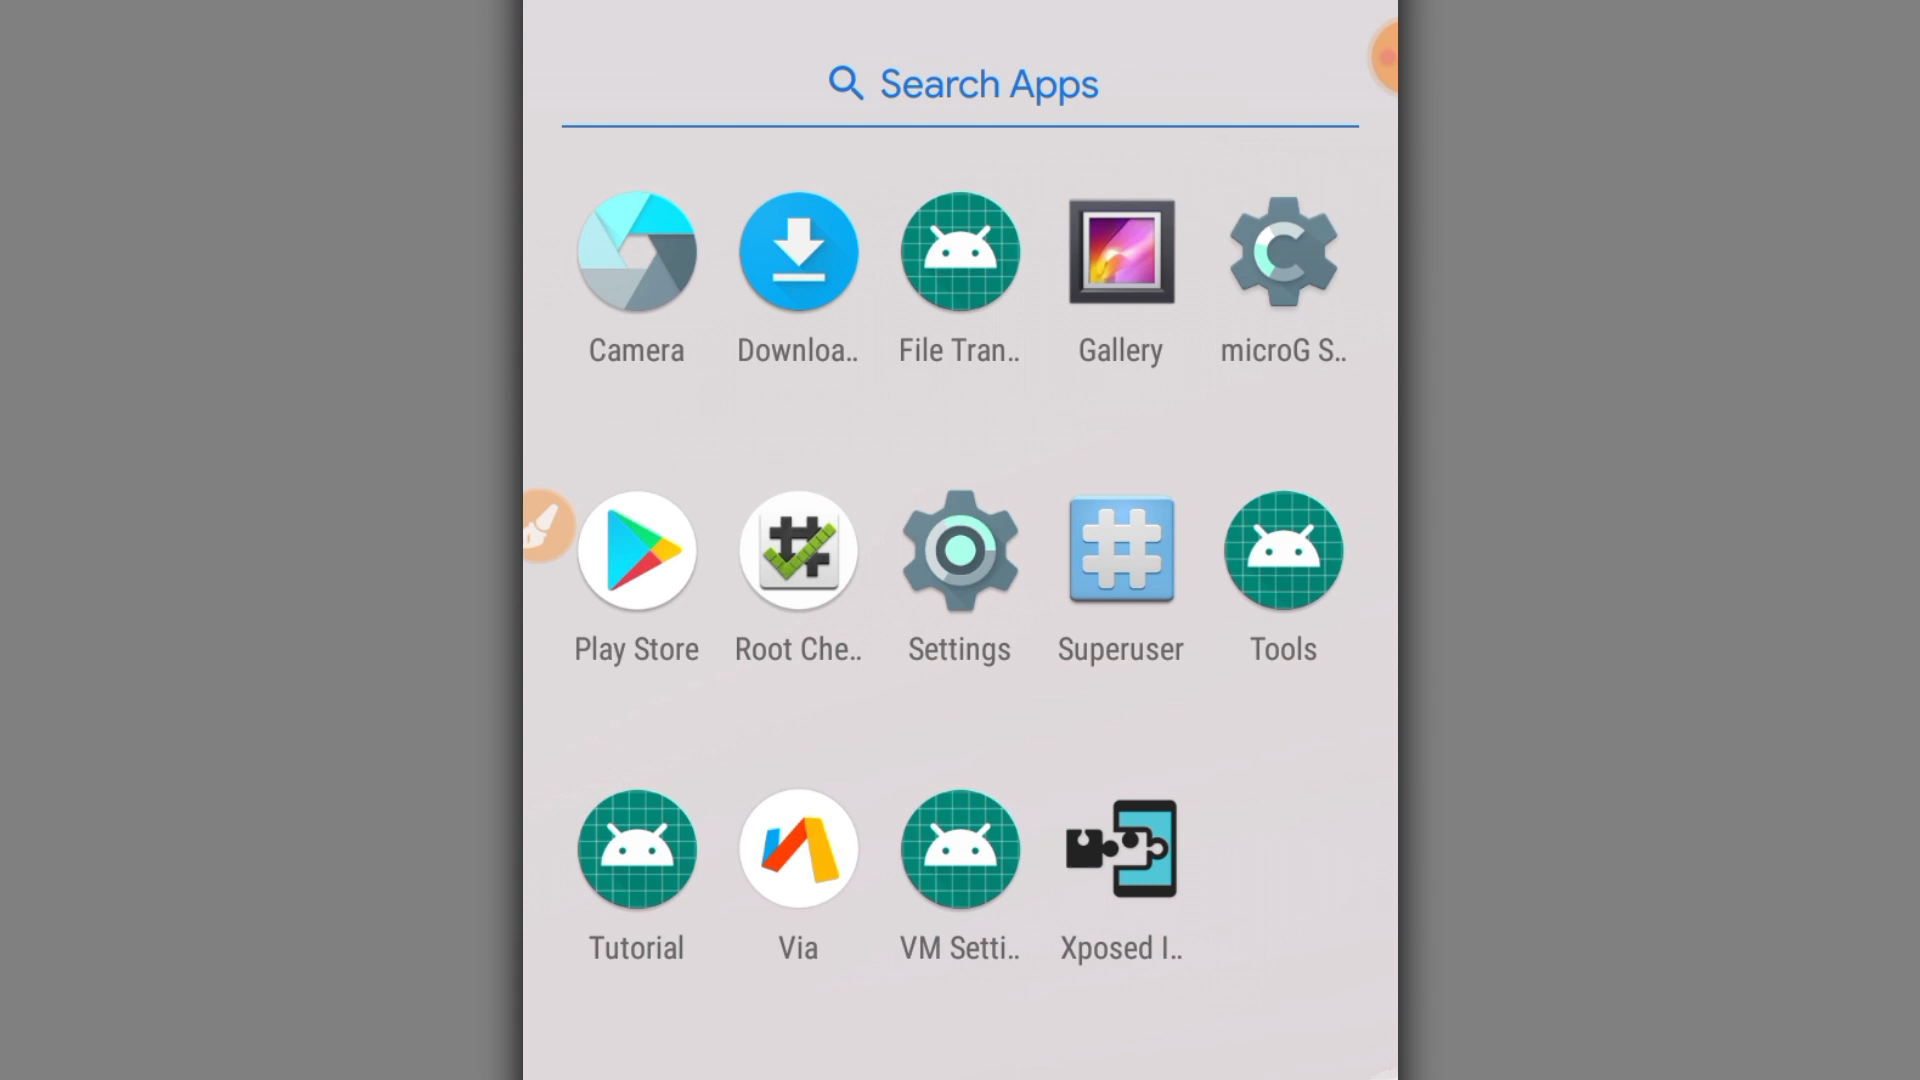 Search Apps
Camera
Downloa..
File Tran..
Gallery
microG S..
Play Store
Root Che..
Settings
Superuser
Tools
Tutorial
Via
VM Setti..
Xposed I..